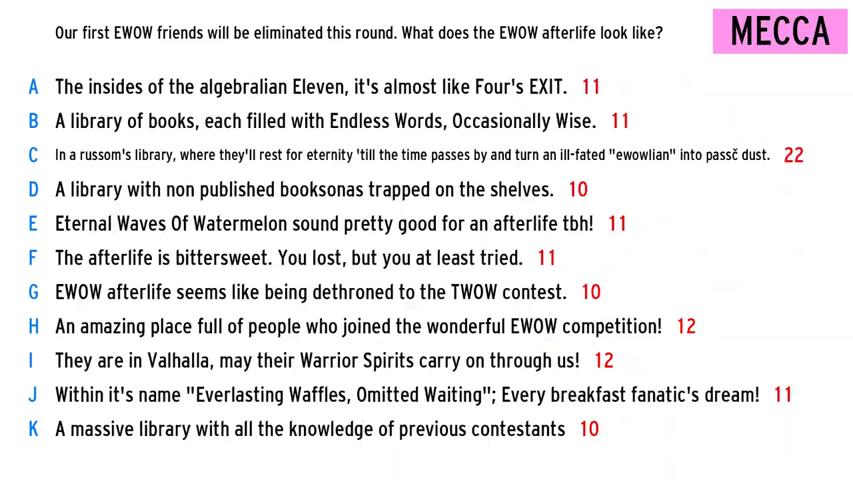 Our first EWOW friends will be eliminated this round. What does the EWOW afterlife look like?
MECCA
A The insides of the algebralian Eleven, it's almost like Four's EXIT. 11
B A library of books, each filled with Endless Words, Occasionally Wise. 11
C In a russom's library, where they'll rest for eternity 'till the time passes by and turn an ill-fated "ewowlian" into passč dust. 22
D A library with non published booksonas trapped on the shelves. 10
E Eternal Waves Of Watermelon sound pretty good for an afterlife tbh! 11
F The afterlife is bittersweet. You lost, but you at least tried. 11
G EWOW afterlife seems like being dethroned to the TWOW contest. 10
H An amazing place full of people who joined the wonderful EWOW competition! 12
I They are in Valhalla, may their Warrior Spirits carry on through us! 12
J Within it's name "Everlasting Waffles, Omitted Waiting"; Every breakfast fanatic's dream! 11
K A massive library with all the knowledge of previous contestants 10